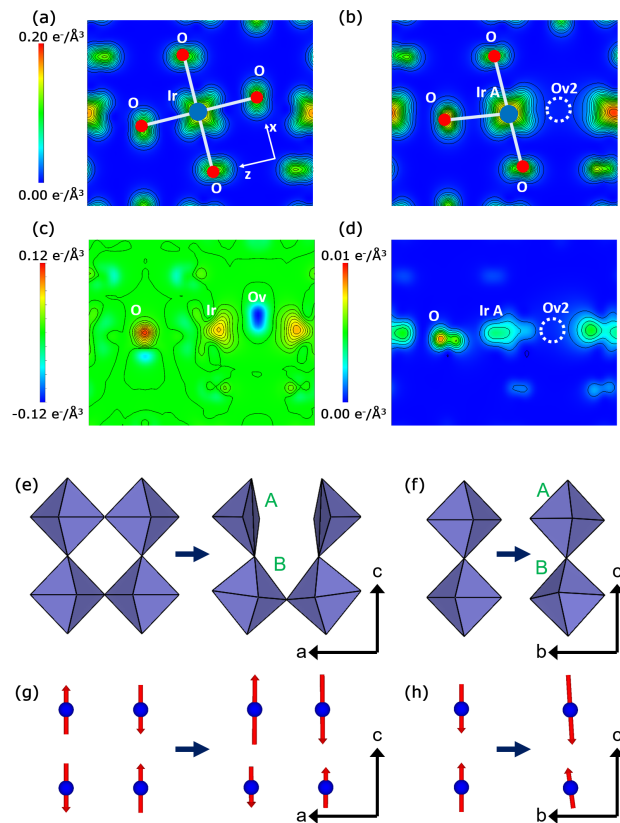 (a)
0.20 e⁻/Å³
0.00 e⁻/Å³
O
O
Ir
O
x
z
O
(b)
O
Ov2
Ir A
O
O
(c)
0.12 e⁻/Å³
-0.12 e⁻/Å³
O
Ir
Ov
(d)
0.01 e⁻/Å³
0.00 e⁻/Å³
O
Ir A
Ov2
(e)
A
B
c
a
(f)
A
B
c
b
(g)
c
a
(h)
c
b